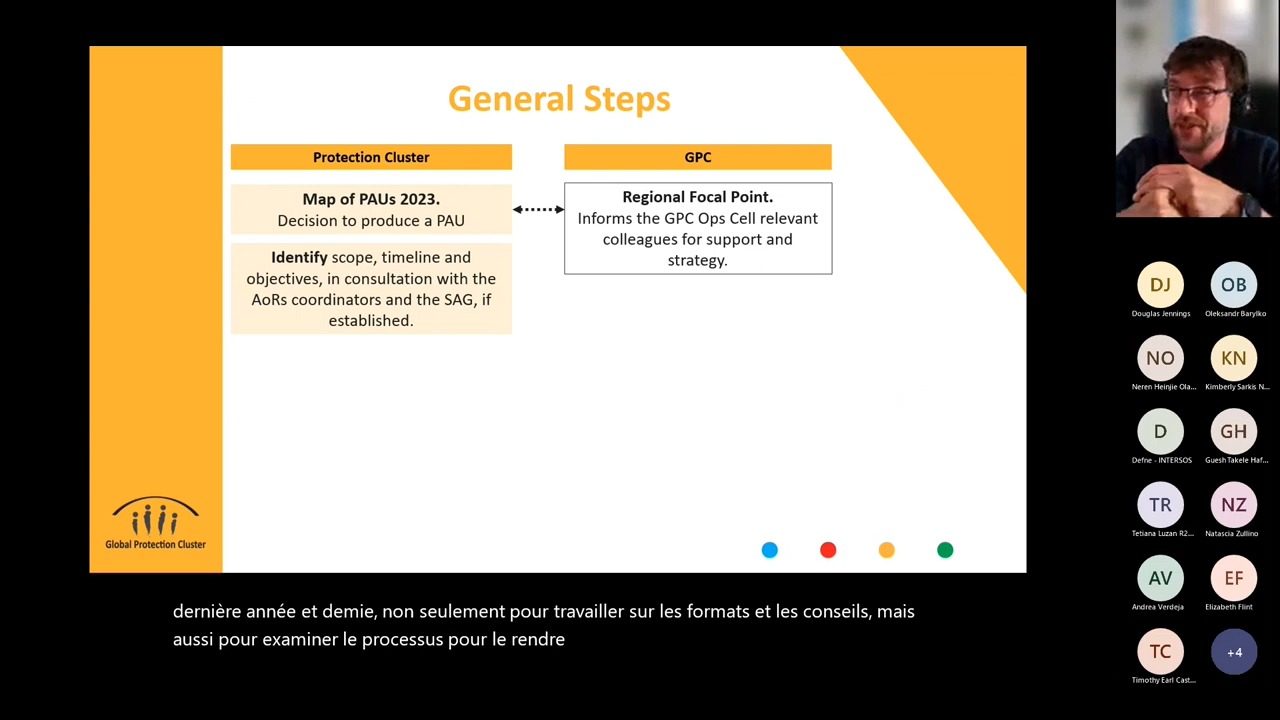 General Steps
Protection Cluster
GPC
Map of PAUs 2023.
Decision to produce a PAU
Regional Focal Point.
Informs the GPC Ops Cell relevant
colleagues for support and
strategy.
Identify scope, timeline and
objectives, in consultation with the
AoRs coordinators and the SAG, if
established.
Global Protection Cluster
dernière année et demie, non seulement pour travailler sur les formats et les conseils, mais
aussi pour examiner le processus pour le rendre
DJ
OB
Douglas Jennings
Oleksandr Barylko
NO
KN
Neren Heinjie Ola...
Kimberly Sarkis N...
D
GH
Defne - INTERSOS
Guesh Takele Haf...
TR
NZ
Tetiana Luzan R2...
Natascia Zullino
AV
EF
Andrea Verdeja
Elizabeth Flint
TC
+4
Timothy Earl Cast...